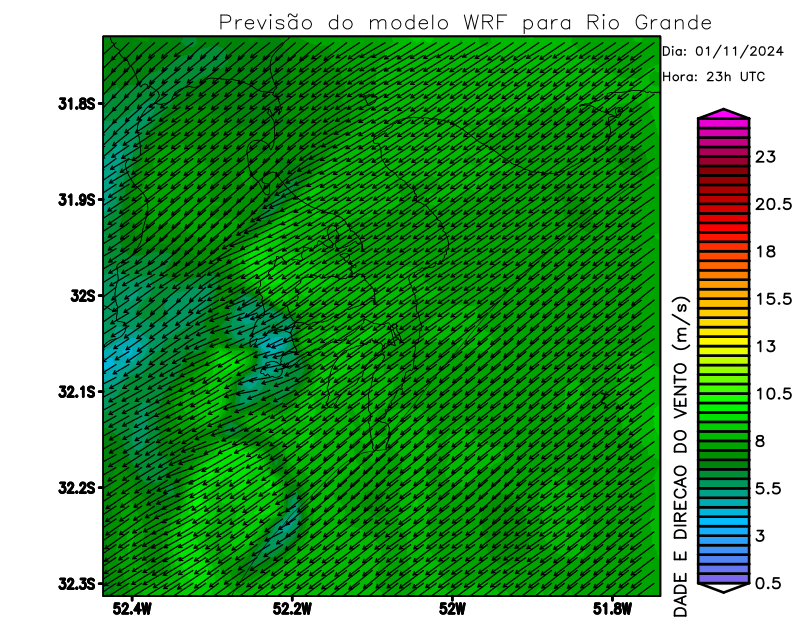 Previsão do modelo WRF para Rio Grande
Dia: 01/11/2024
Hora: 23h UTC
31.8S
31.9S
32S
32.1S
32.2S
32.3S
52.4W
52.2W
52W
51.8W
DADE E DIRECAO DO VENTO (m/s)
23
20.5
18
15.5
13
10.5
8
5.5
3
0.5